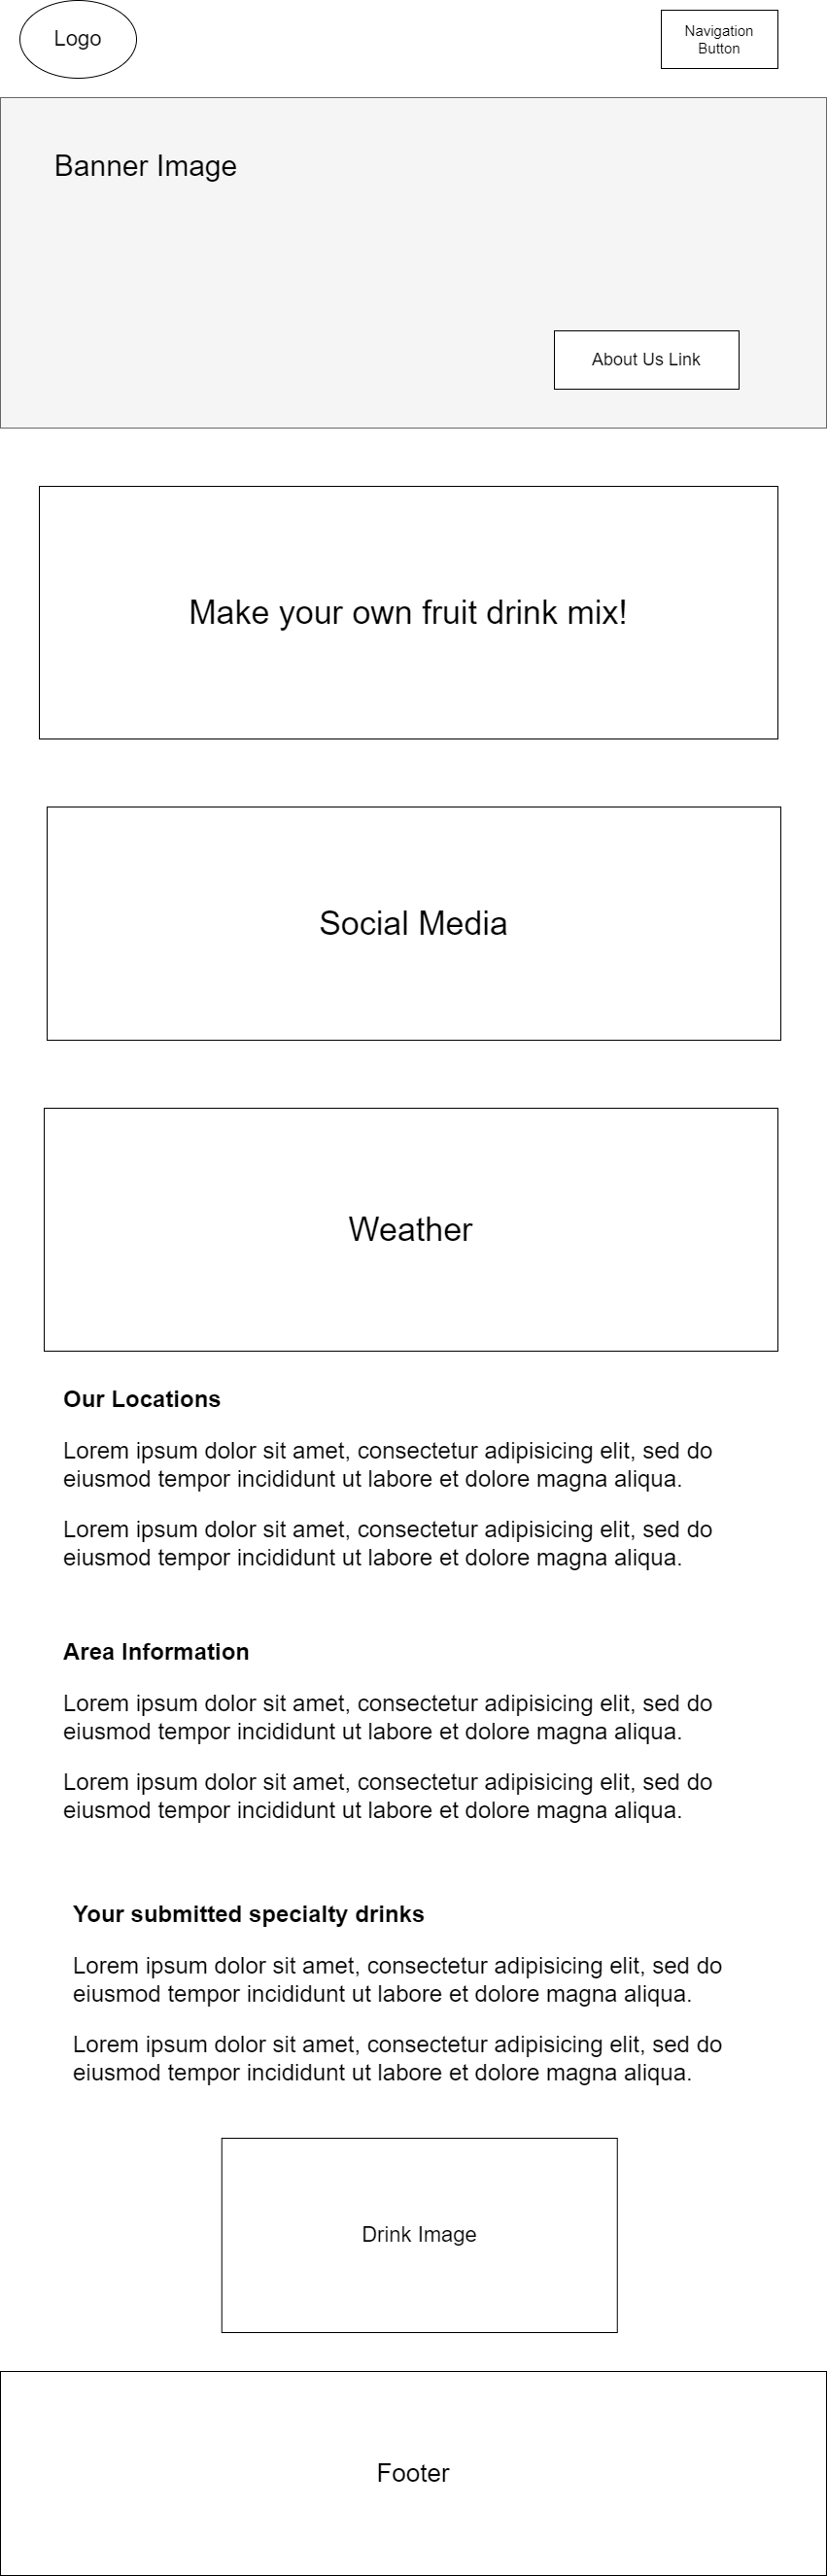 Logo
Navigation
Button
Banner Image
About Us Link
Make your own fruit drink mix!
Social Media
Weather
Our Locations
Lorem ipsum dolor sit amet, consectetur adipisicing elit, sed do
eiusmod tempor incididunt ut labore et dolore magna aliqua.
Lorem ipsum dolor sit amet, consectetur adipisicing elit, sed do
eiusmod tempor incididunt ut labore et dolore magna aliqua.
Area Information
Lorem ipsum dolor sit amet, consectetur adipisicing elit, sed do
eiusmod tempor incididunt ut labore et dolore magna aliqua.
Lorem ipsum dolor sit amet, consectetur adipisicing elit, sed do
eiusmod tempor incididunt ut labore et dolore magna aliqua.
Your submitted specialty drinks
Lorem ipsum dolor sit amet, consectetur adipisicing elit, sed do
eiusmod tempor incididunt ut labore et dolore magna aliqua.
Lorem ipsum dolor sit amet, consectetur adipisicing elit, sed do
eiusmod tempor incididunt ut labore et dolore magna aliqua.
Drink Image
Footer